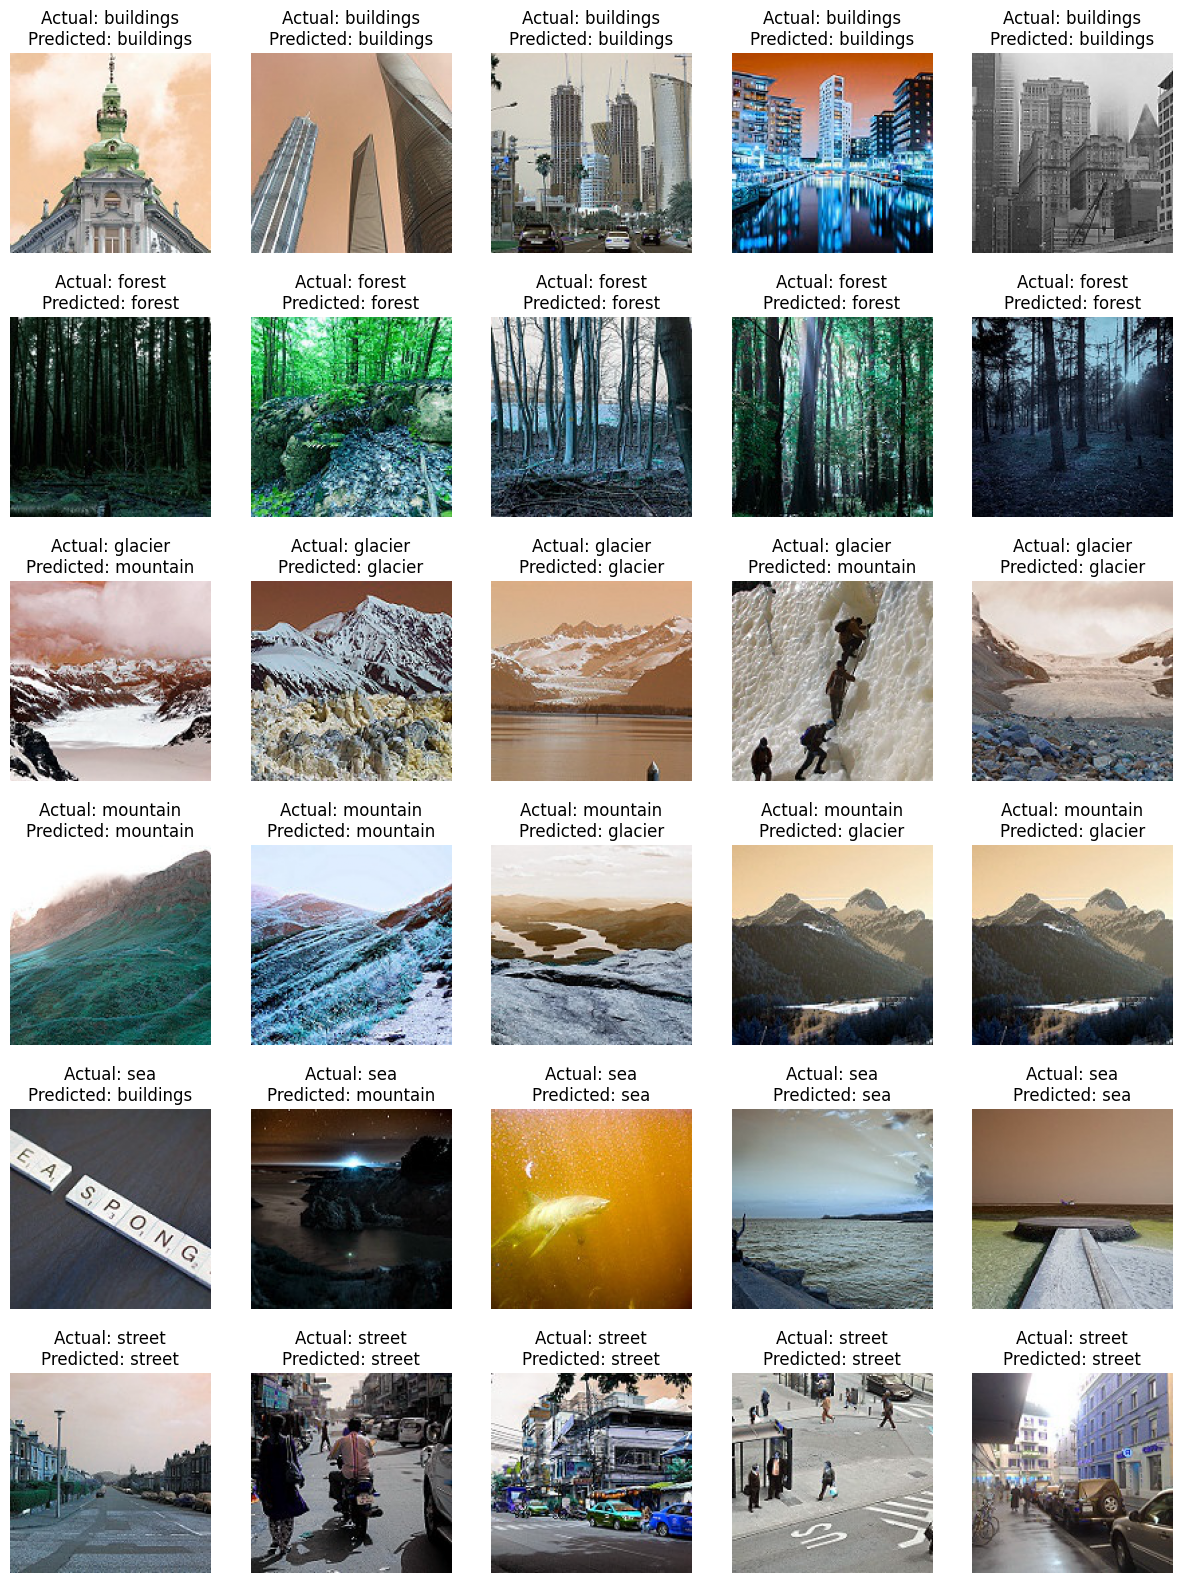 Actual: buildings
Predicted: buildings
Actual: buildings
Predicted: buildings
Actual: buildings
Predicted: buildings
Actual: buildings
Predicted: buildings
Actual: buildings
Predicted: buildings
Actual: forest
Predicted: forest
Actual: forest
Predicted: forest
Actual: forest
Predicted: forest
Actual: forest
Predicted: forest
Actual: forest
Predicted: forest
Actual: glacier
Predicted: mountain
Actual: glacier
Predicted: glacier
Actual: glacier
Predicted: glacier
Actual: glacier
Predicted: mountain
Actual: glacier
Predicted: glacier
Actual: mountain
Predicted: mountain
Actual: mountain
Predicted: mountain
Actual: mountain
Predicted: glacier
Actual: mountain
Predicted: glacier
Actual: mountain
Predicted: glacier
Actual: sea
Predicted: buildings
Actual: sea
Predicted: mountain
Actual: sea
Predicted: sea
Actual: sea
Predicted: sea
Actual: sea
Predicted: sea
EA SPONG
Actual: street
Predicted: street
Actual: street
Predicted: street
Actual: street
Predicted: street
Actual: street
Predicted: street
Actual: street
Predicted: street